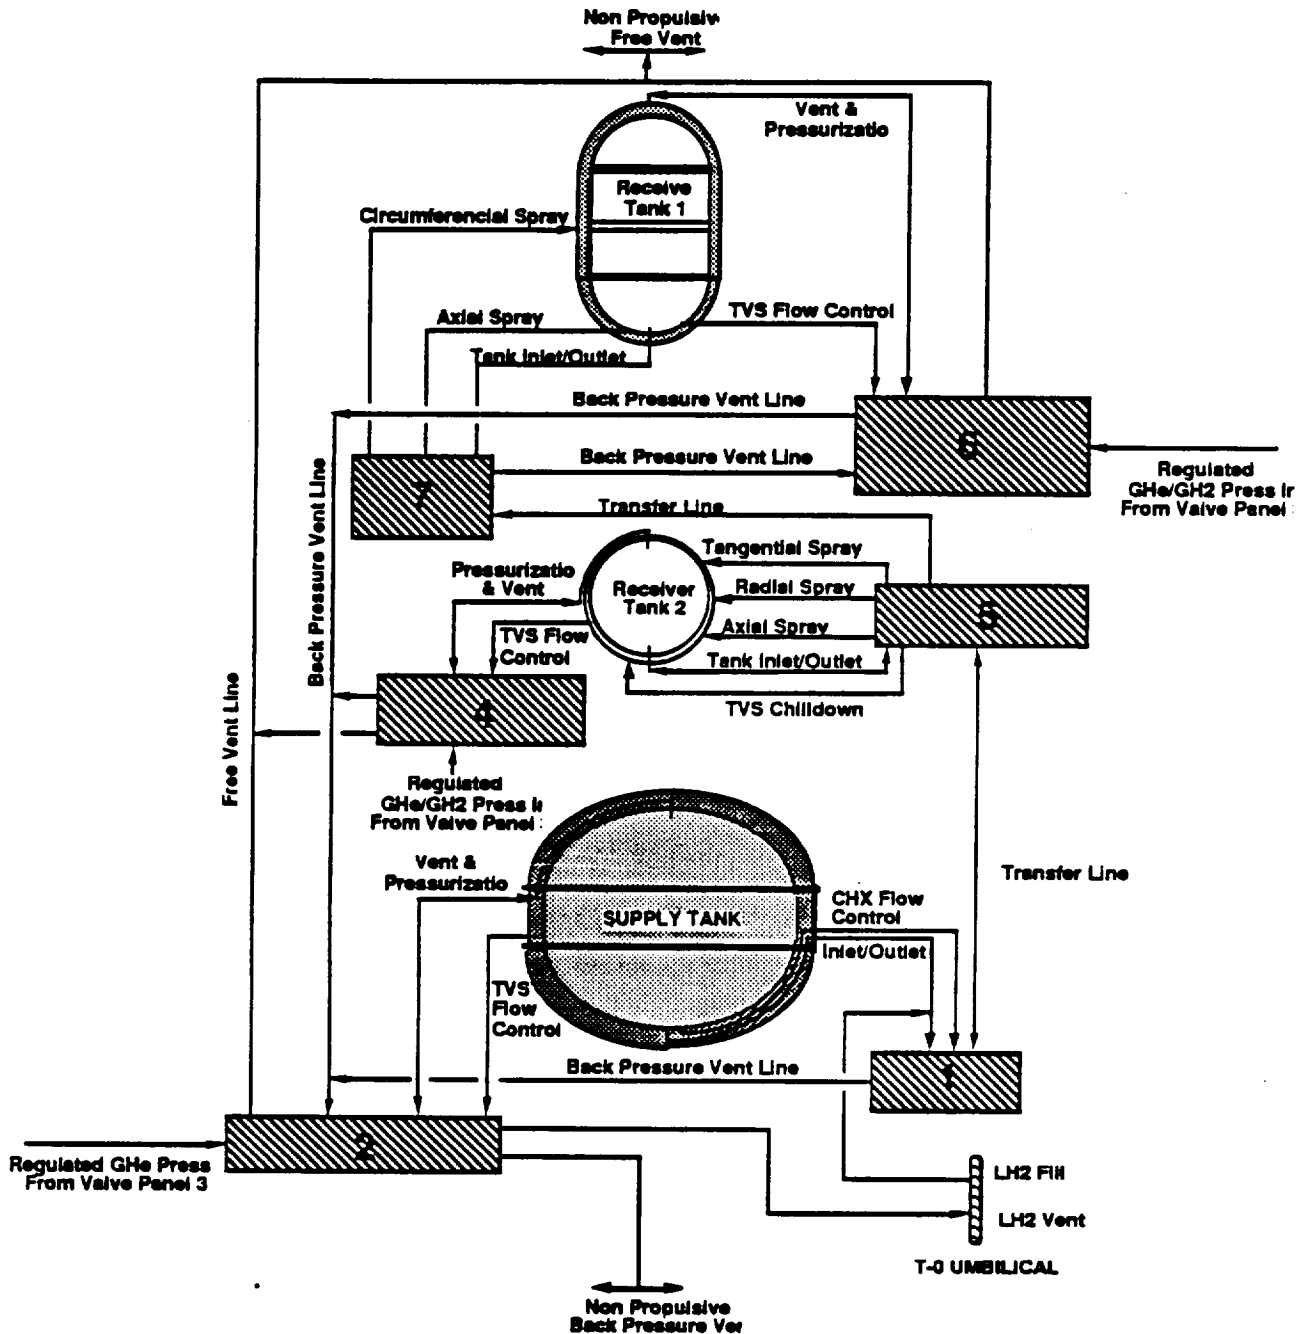 Non Propulsiv
Free Vent
Vent &
Pressurizatio
Receive
Tank 1
Circumferencial Spray
TVS Flow Control
Axial Spray
Tank Inlet/Outlet
Back Pressure Vent Line
6
Back Pressure Vent Line
7
Regulated
GHe/GH2 Press Ir
From Valve Panel
Transfer Line
Tangential Spray
Pressurizatio
& Vent
Receiver
Tank 2
Radial Spray
5
Axial Spray
TVS Flow
Control
Tank Inlet/Outlet
TVS Chilldown
4
Back Pressure Vent Line
Free Vent Line
Regulated
GHe/GH2 Press Ir
From Valve Panel
Vent &
Pressurizatio
SUPPLY TANK
CHX Flow
Control
Inlet/Outlet
Transfer Line
TVS
Flow
Control
Back Pressure Vent Line
1
2
Regulated GHe Press
From Valve Panel 3
LH2 Fill
LH2 Vent
T-0 UMBILICAL
Non Propulsive
Back Pressure Ver